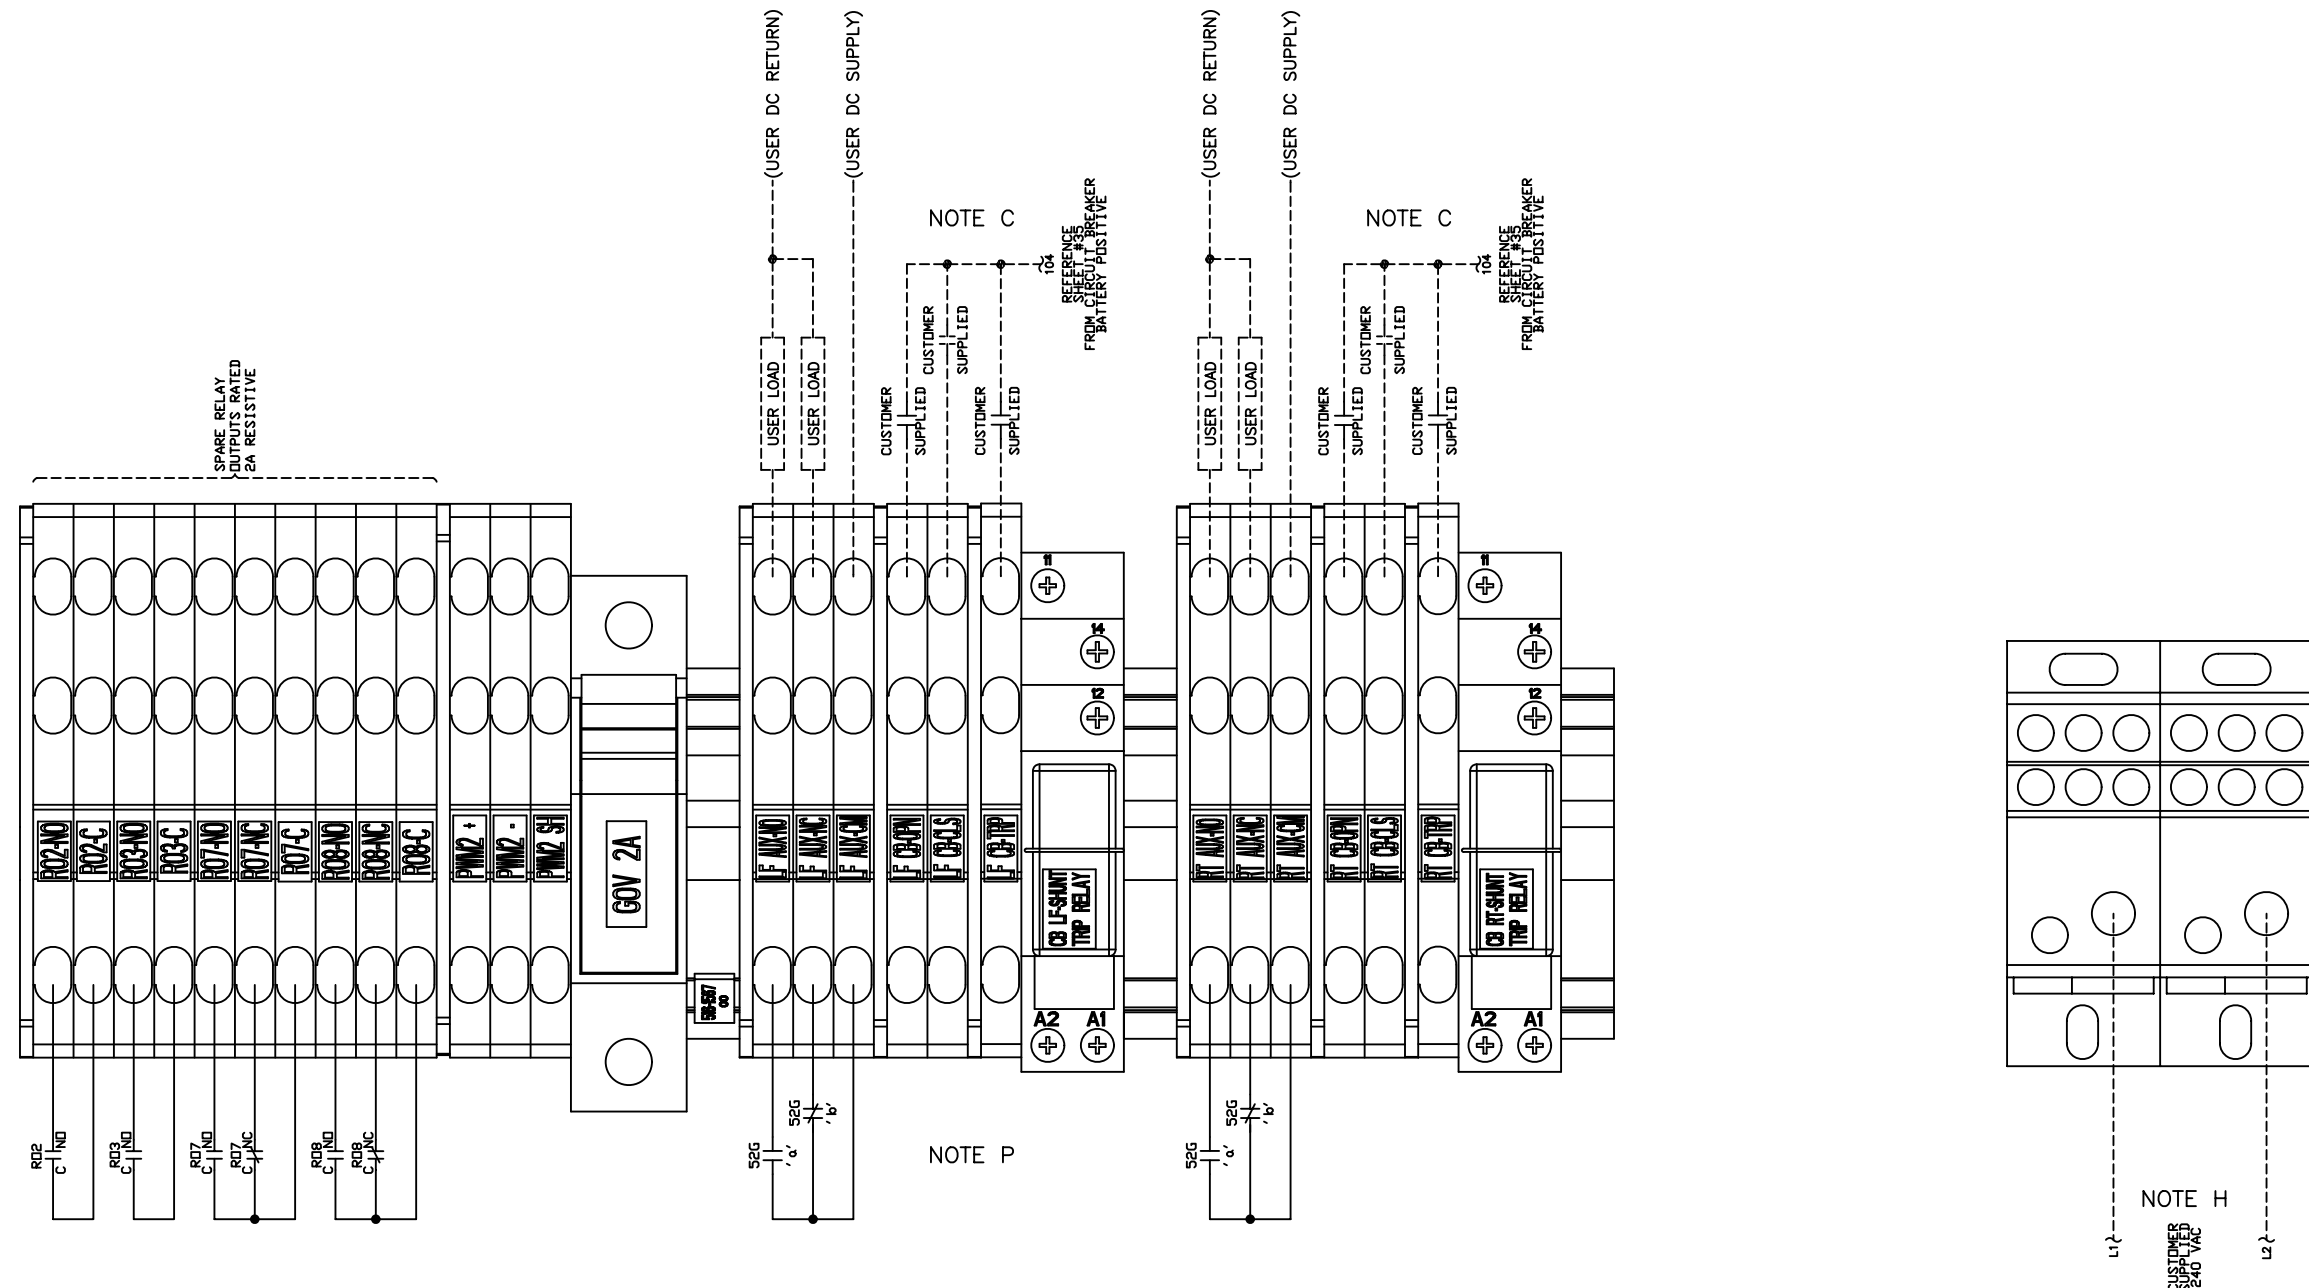 (USER DC RETURN)
(USER DC SUPPLY)
(USER DC RETURN)
(USER DC SUPPLY)
NOTE C
NOTE C
104
REFERENCE
SHEET #35
FROM CIRCUIT BREAKER
BATTERY POSITIVE
104
REFERENCE
SHEET #35
FROM CIRCUIT BREAKER
BATTERY POSITIVE
SPARE RELAY
OUTPUTS RATED
2A RESISTIVE
USER LOAD
USER LOAD
CUSTOMER
SUPPLIED
CUSTOMER
SUPPLIED
CUSTOMER
SUPPLIED
USER LOAD
USER LOAD
CUSTOMER
SUPPLIED
CUSTOMER
SUPPLIED
CUSTOMER
SUPPLIED
11
14
12
11
14
12
RO2-NO
RO2-C
RO3-NO
RO3-C
RO7-NO
RO7-NC
RO7-C
RO8-NO
RO8-NC
RO8-C
PWM2 +
PWM2 -
PWM2 SH
GOV 2A
LF AUX-NO
LF AUX-NC
LF AUX-CM
LF CB-OPN
LF CB-CLS
LF CB-TRP
CB LF-SHUNT
TRIP RELAY
RT AUX-NO
RT AUX-NC
RT AUX-CM
RT CB-OPN
RT CB-CLS
RT CB-TRP
CB RT-SHUNT
TRIP RELAY
516-1567
00
A2
A1
A2
A1
RO2
C NO
RO3
C NO
RO7
C NO
RO7
C NC
RO8
C NO
RO8
C NC
52G
'a'
52G
'b'
NOTE P
52G
'a'
52G
'b'
NOTE H
L1
CUSTOMER
SUPPLIED
240 VAC
L2